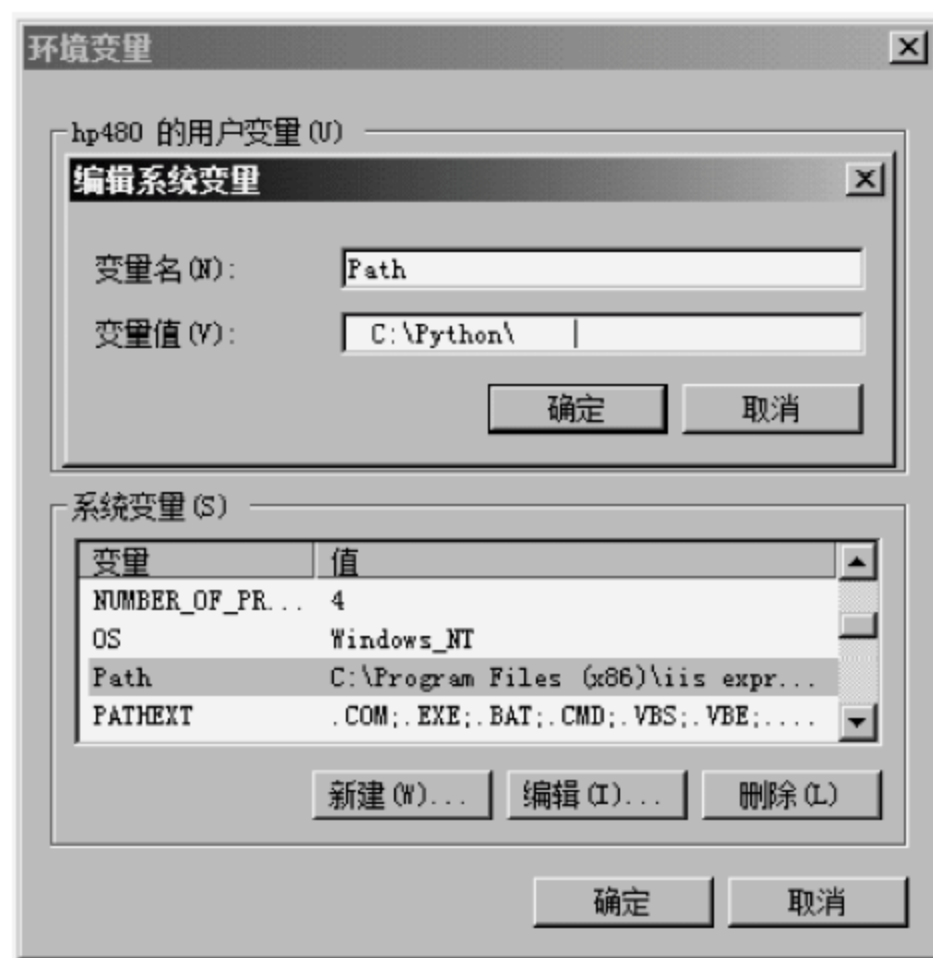 环境变量
hp480 的用户变量(U)
编辑系统变量
变量名(N): Path
变量值(V): C:\Python\
确定 取消
系统变量(S)
变量 值
NUMBER_OF_PR... 4
OS Windows_NT
Path C:\Program Files (x86)\iis expr...
PATHEXT .COM;.EXE;.BAT;.CMD;.VBS;.VBE;....
新建(W)... 编辑(I)... 删除(L)
确定 取消